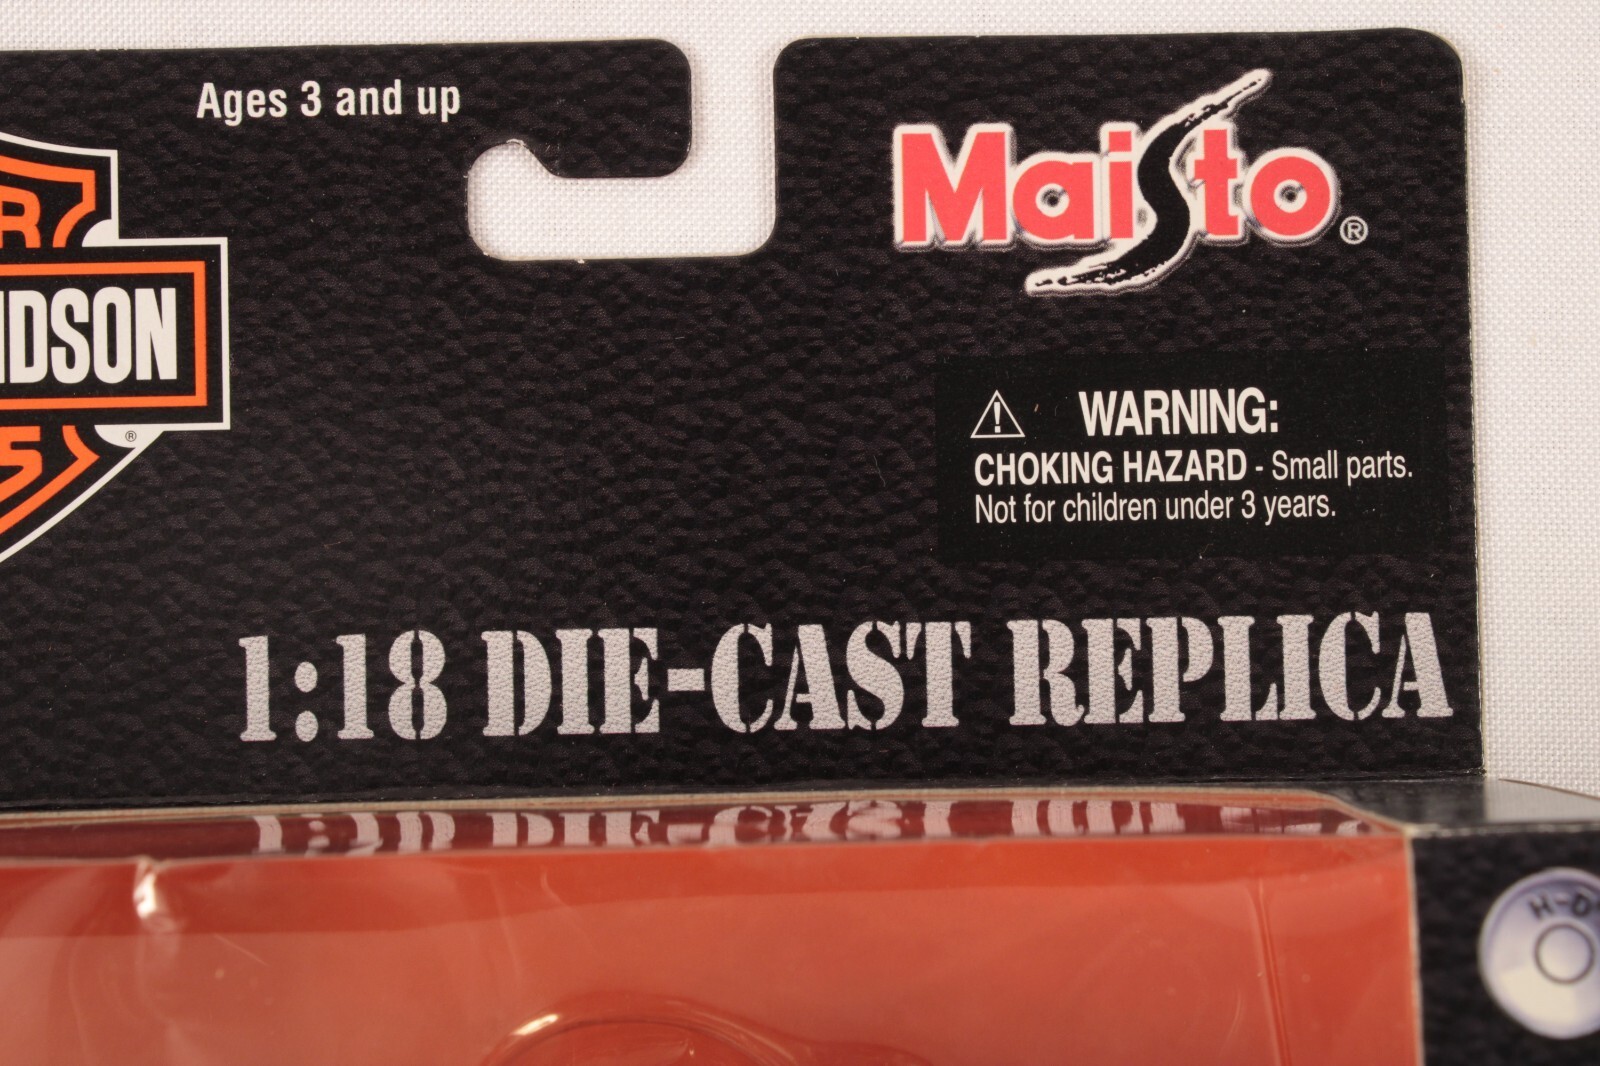 Ages 3 and up
Maisto®
R
IDSON
®
S
WARNING:
CHOKING HAZARD - Small parts.
Not for children under 3 years.
1:18 DIE-CAST REPLICA
H-D